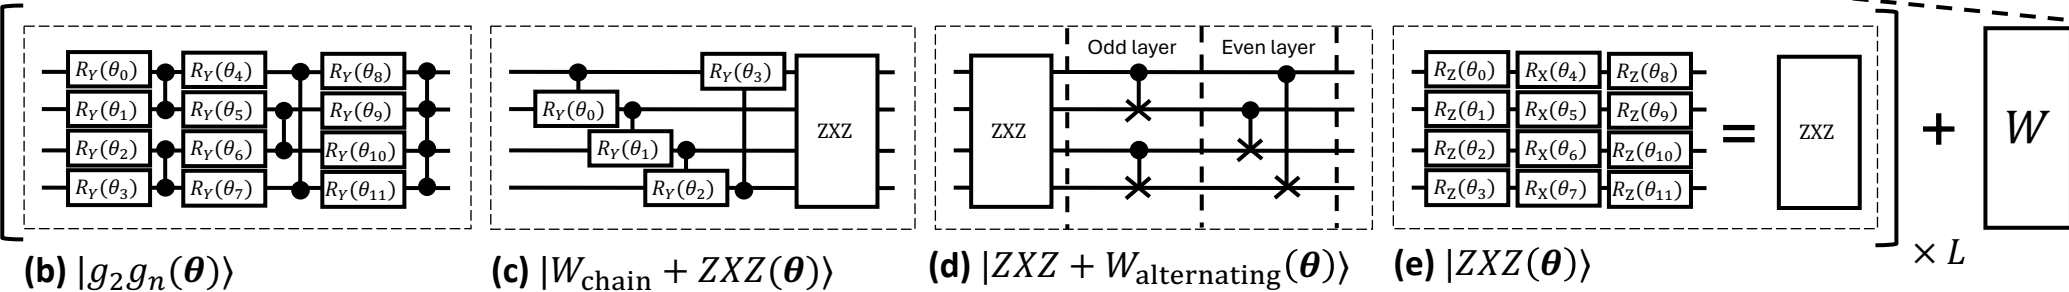 R_Y(θ_0) R_Y(θ_4) R_Y(θ_8)
R_Y(θ_1) R_Y(θ_5) R_Y(θ_9)
R_Y(θ_2) R_Y(θ_6) R_Y(θ_10)
R_Y(θ_3) R_Y(θ_7) R_Y(θ_11)
(b) |g_2g_n(θ)⟩
R_Y(θ_3)
R_Y(θ_0)
R_Y(θ_1)
R_Y(θ_2)
ZXZ
(c) |W_chain + ZXZ(θ)⟩
Odd layer Even layer
ZXZ
(d) |ZXZ + W_alternating(θ)⟩
R_Z(θ_0) R_X(θ_4) R_Z(θ_8)
R_Z(θ_1) R_X(θ_5) R_Z(θ_9)
R_Z(θ_2) R_X(θ_6) R_Z(θ_10)
R_Z(θ_3) R_X(θ_7) R_Z(θ_11)
= ZXZ
(e) |ZXZ(θ)⟩
× L
+ W